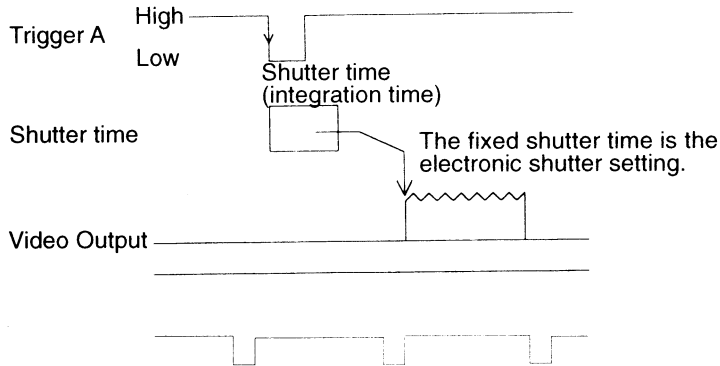 High
Trigger A
Low
Shutter time
(integration time)
Shutter time
The fixed shutter time is the
electronic shutter setting.
Video Output